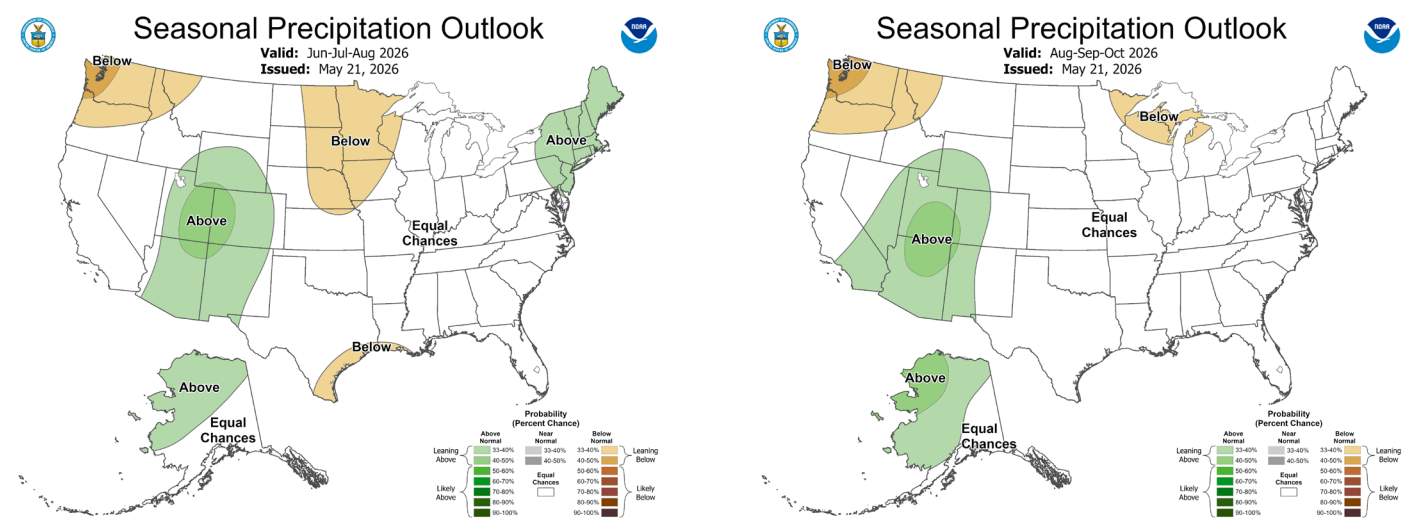 Seasonal Precipitation Outlook
Valid: Jun-Jul-Aug 2026
Issued: May 21, 2026
NOAA
Below
Below
Above
Above
Equal
Chances
Below
Above
Equal
Chances
Probability
(Percent Chance)
Above
Normal
Near
Normal
Below
Normal
Leaning
Above
33-40%
40-50%
50-60%
60-70%
70-80%
80-90%
90-100%
Likely
Above
33-40%
40-50%
Equal
Chances
33-40%
40-50%
50-60%
60-70%
70-80%
80-90%
90-100%
Leaning
Below
Likely
Below
Seasonal Precipitation Outlook
Valid: Aug-Sep-Oct 2026
Issued: May 21, 2026
NOAA
Below
Below
Equal
Chances
Above
Above
Equal
Chances
Probability
(Percent Chance)
Above
Normal
Near
Normal
Below
Normal
Leaning
Above
33-40%
40-50%
50-60%
60-70%
70-80%
80-90%
90-100%
Likely
Above
33-40%
40-50%
Equal
Chances
33-40%
40-50%
50-60%
60-70%
70-80%
80-90%
90-100%
Leaning
Below
Likely
Below